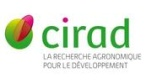 cirad
LA RECHERCHE AGRONOMIQUE
POUR LE DÉVELOPPEMENT